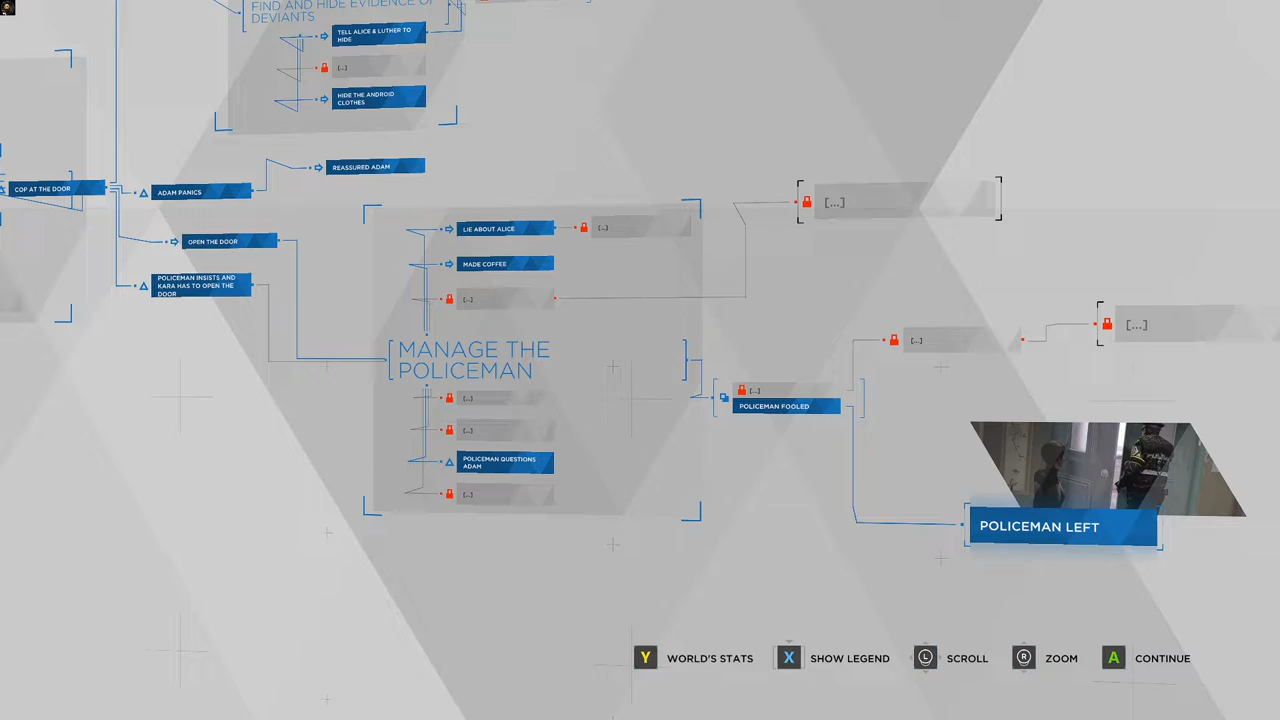 FIND AND HIDE EVIDENCE OF
DEVIANTS
TELL ALICE & LUTHER TO
HIDE
[...]
HIDE THE ANDROID
CLOTHES
REASSURED ADAM
COP AT THE DOOR
ADAM PANICS
OPEN THE DOOR
POLICEMAN INSISTS AND
KARA HAS TO OPEN THE
DOOR
LIE ABOUT ALICE
[...]
MADE COFFEE
[...]
[...]
MANAGE THE
POLICEMAN
[...]
[...]
POLICEMAN QUESTIONS
ADAM
[...]
[...]
POLICEMAN FOOLED
[...]
[...]
POLICEMAN LEFT
Y WORLD'S STATS
X SHOW LEGEND
L SCROLL
R ZOOM
A CONTINUE